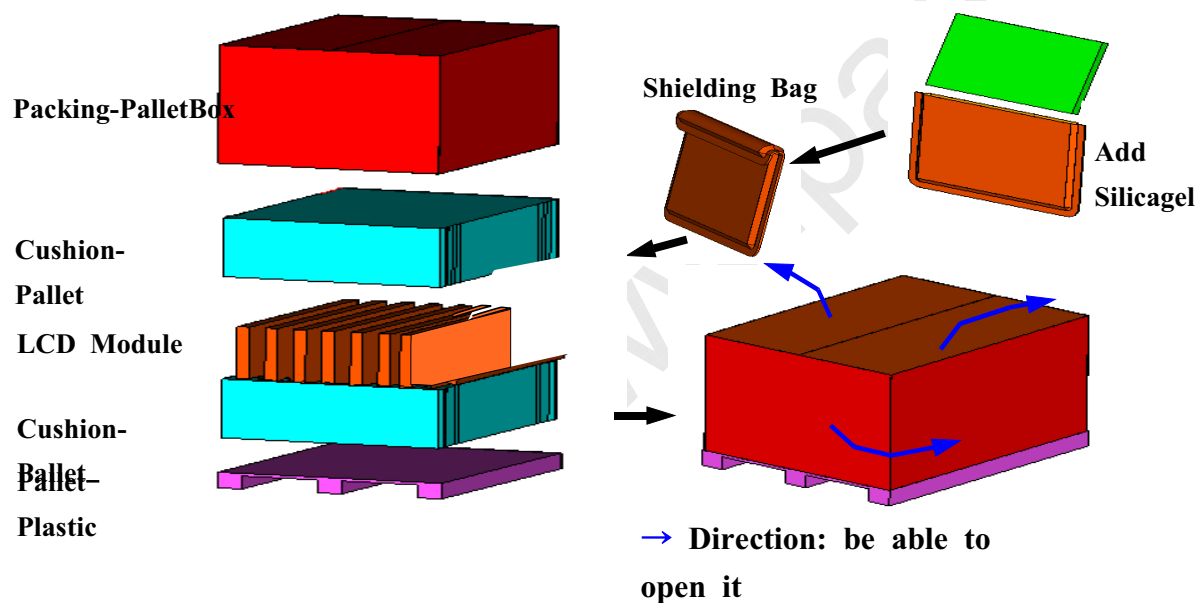 Packing-PalletBox
Cushion-
Pallet
LCD Module
Cushion-
Pallet
Pallet–
Plastic
Shielding Bag
Add
Silicagel
→ Direction: be able to
open it